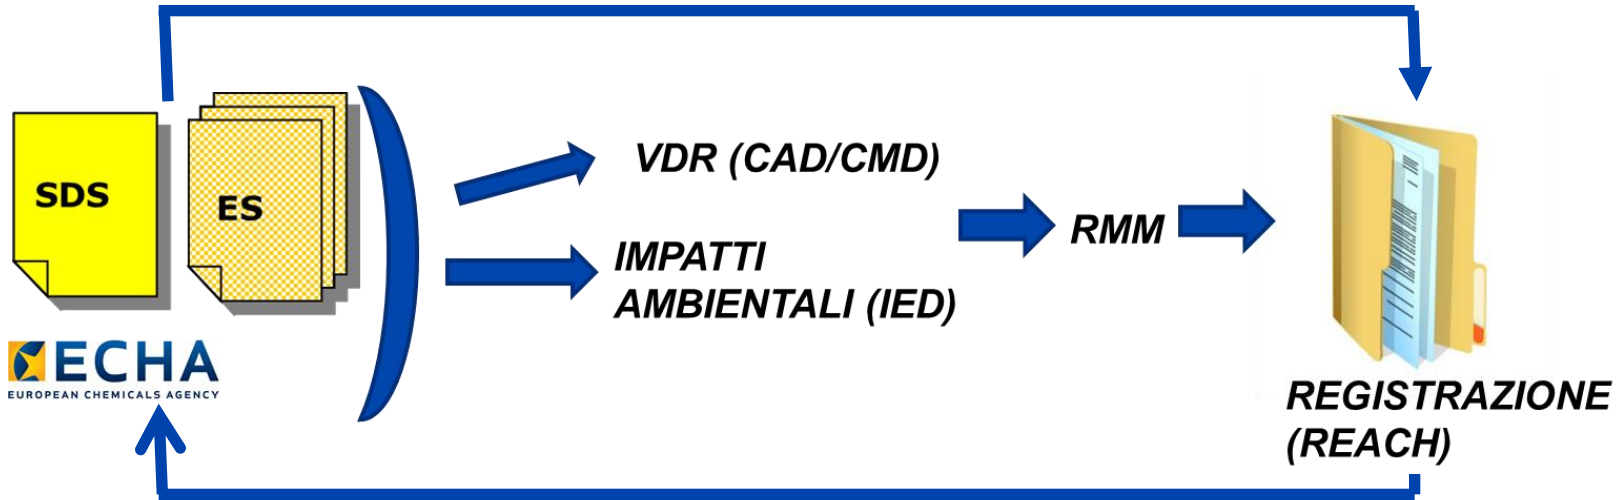 SDS
ES
ECHA
EUROPEAN CHEMICALS AGENCY
VDR (CAD/CMD)
IMPATTI
AMBIENTALI (IED)
RMM
REGISTRAZIONE
(REACH)